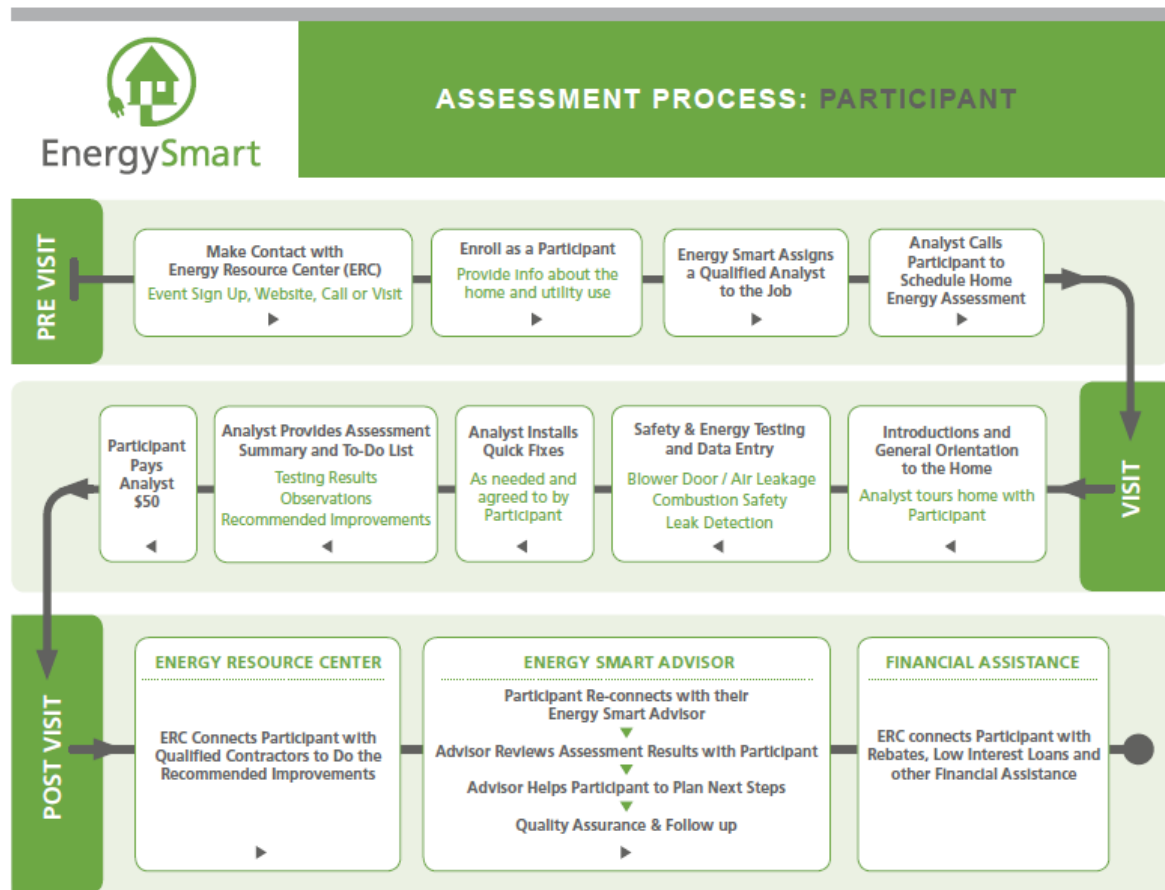 EnergySmart
ASSESSMENT PROCESS: PARTICIPANT
PRE VISIT
Make Contact with
Energy Resource Center (ERC)
Event Sign Up, Website, Call or Visit
Enroll as a Participant
Provide info about the
home and utility use
Energy Smart Assigns
a Qualified Analyst
to the Job
Analyst Calls
Participant to
Schedule Home
Energy Assessment
VISIT
Introductions and
General Orientation
to the Home
Analyst tours home with
Participant
Safety & Energy Testing
and Data Entry
Blower Door / Air Leakage
Combustion Safety
Leak Detection
Analyst Installs
Quick Fixes
As needed and
agreed to by
Participant
Analyst Provides Assessment
Summary and To-Do List
Testing Results
Observations
Recommended Improvements
Participant
Pays
Analyst
$50
POST VISIT
ENERGY RESOURCE CENTER
ERC Connects Participant with
Qualified Contractors to Do the
Recommended Improvements
ENERGY SMART ADVISOR
Participant Re-connects with their
Energy Smart Advisor
Advisor Reviews Assessment Results with Participant
Advisor Helps Participant to Plan Next Steps
Quality Assurance & Follow up
FINANCIAL ASSISTANCE
ERC connects Participant with
Rebates, Low Interest Loans and
other Financial Assistance